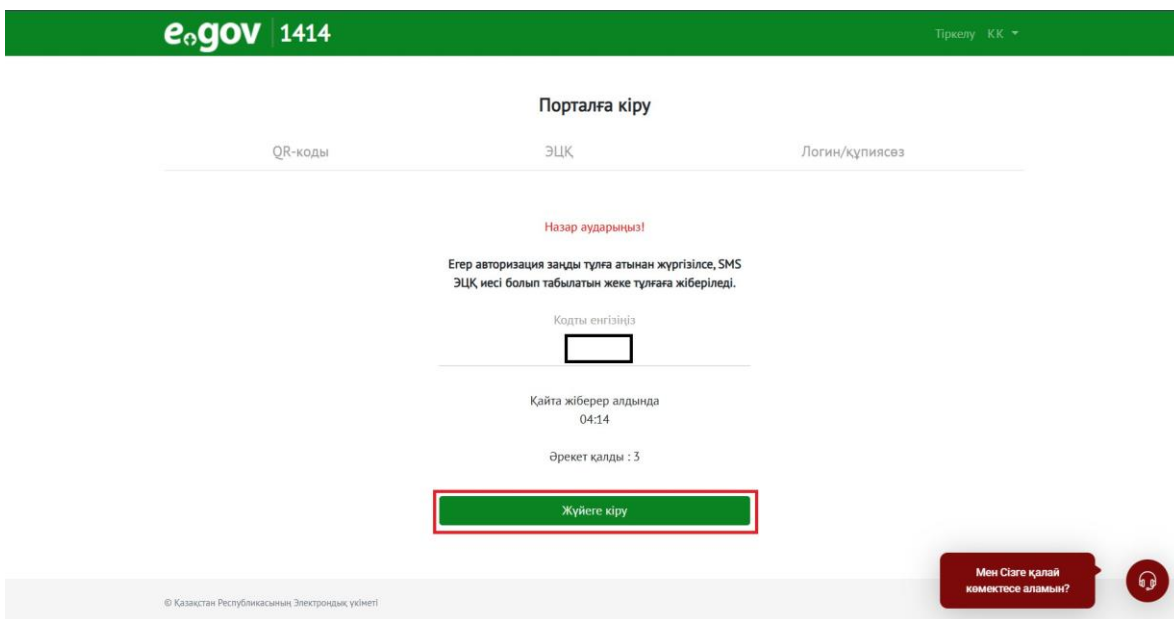 egov 1414
Тіркелу KK
Порталға кіру
QR-коды ЭЦҚ Логин/құпиясөз
Назар аударыңыз!
Егер авторизация заңды тұлға атынан жүргізілсе, SMS
ЭЦҚ иесі болып табылатын жеке тұлғаға жіберіледі.
Кодты енгізіңіз
Қайта жіберер алдында
04:14
Әрекет қалды : 3
Жүйеге кіру
Мен Сізге қалай
көмектесе аламын?
© Қазақстан Республикасының Электрондық үкіметі